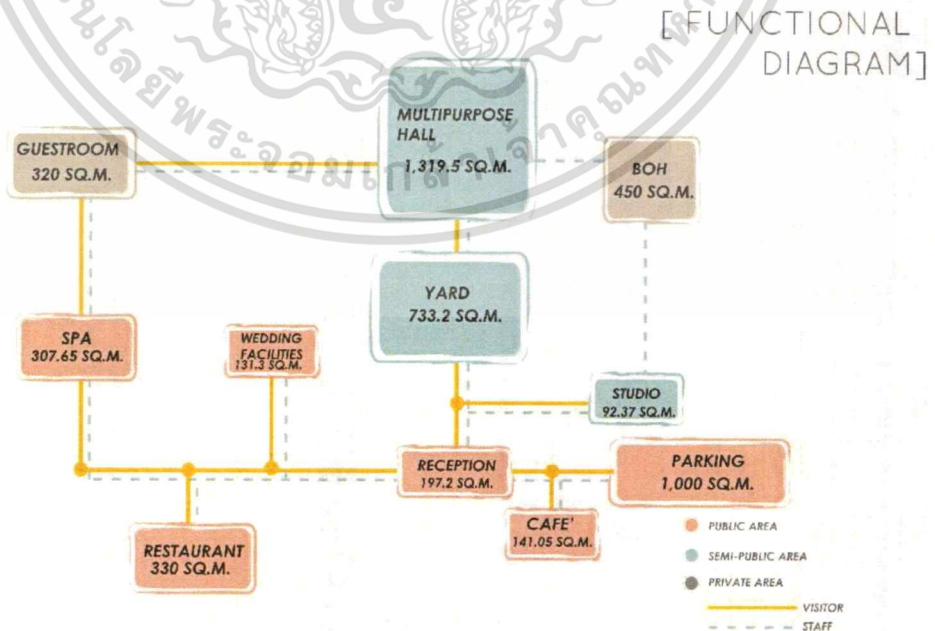 [FUNCTIONAL
DIAGRAM]
MULTIPURPOSE
HALL
1,319.5 SQ.M.
GUESTROOM
320 SQ.M.
BOH
450 SQ.M.
YARD
733.2 SQ.M.
SPA
307.65 SQ.M.
WEDDING
FACILITIES
131.3 SQ.M.
STUDIO
92.37 SQ.M.
RECEPTION
197.2 SQ.M.
PARKING
1,000 SQ.M.
CAFE'
141.05 SQ.M.
RESTAURANT
330 SQ.M.
PUBLIC AREA
SEMI-PUBLIC AREA
PRIVATE AREA
VISITOR
STAFF